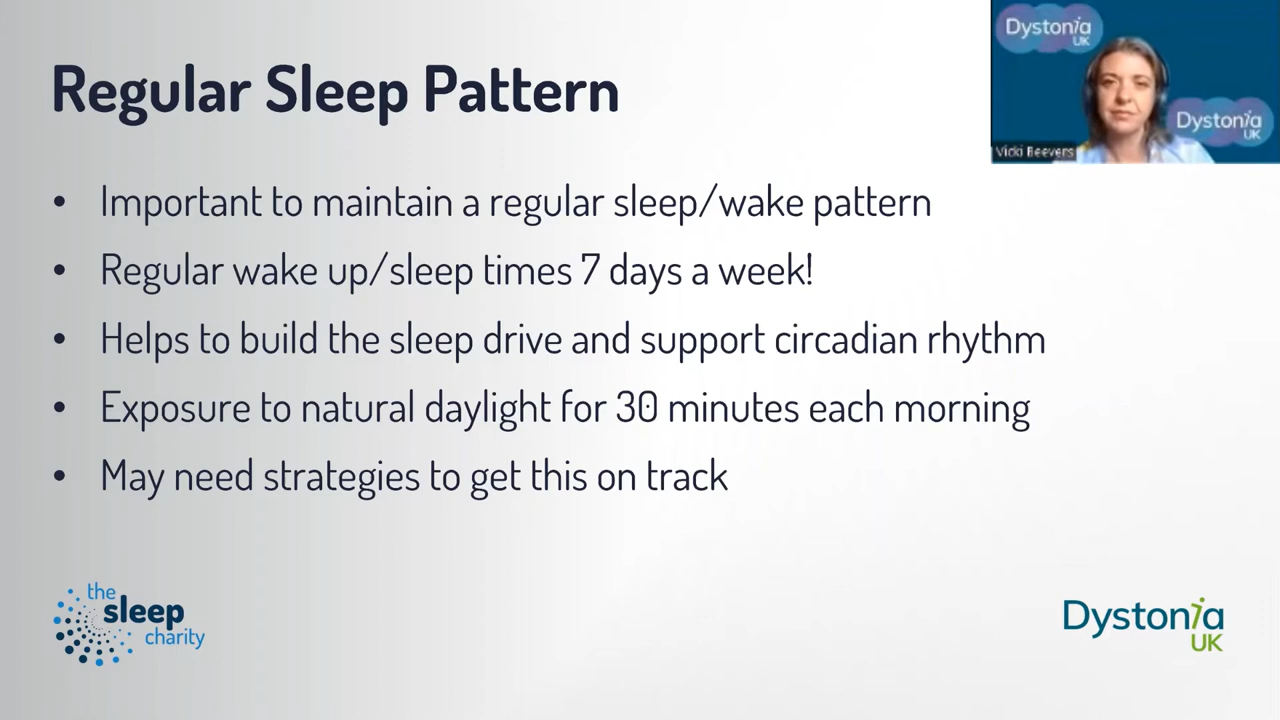 Regular Sleep Pattern
Dystonia
UK
Dystonia
UK
Vicki Beevers
• Important to maintain a regular sleep/wake pattern
• Regular wake up/sleep times 7 days a week!
• Helps to build the sleep drive and support circadian rhythm
• Exposure to natural daylight for 30 minutes each morning
• May need strategies to get this on track
the
sleep
charity
Dystonia
UK